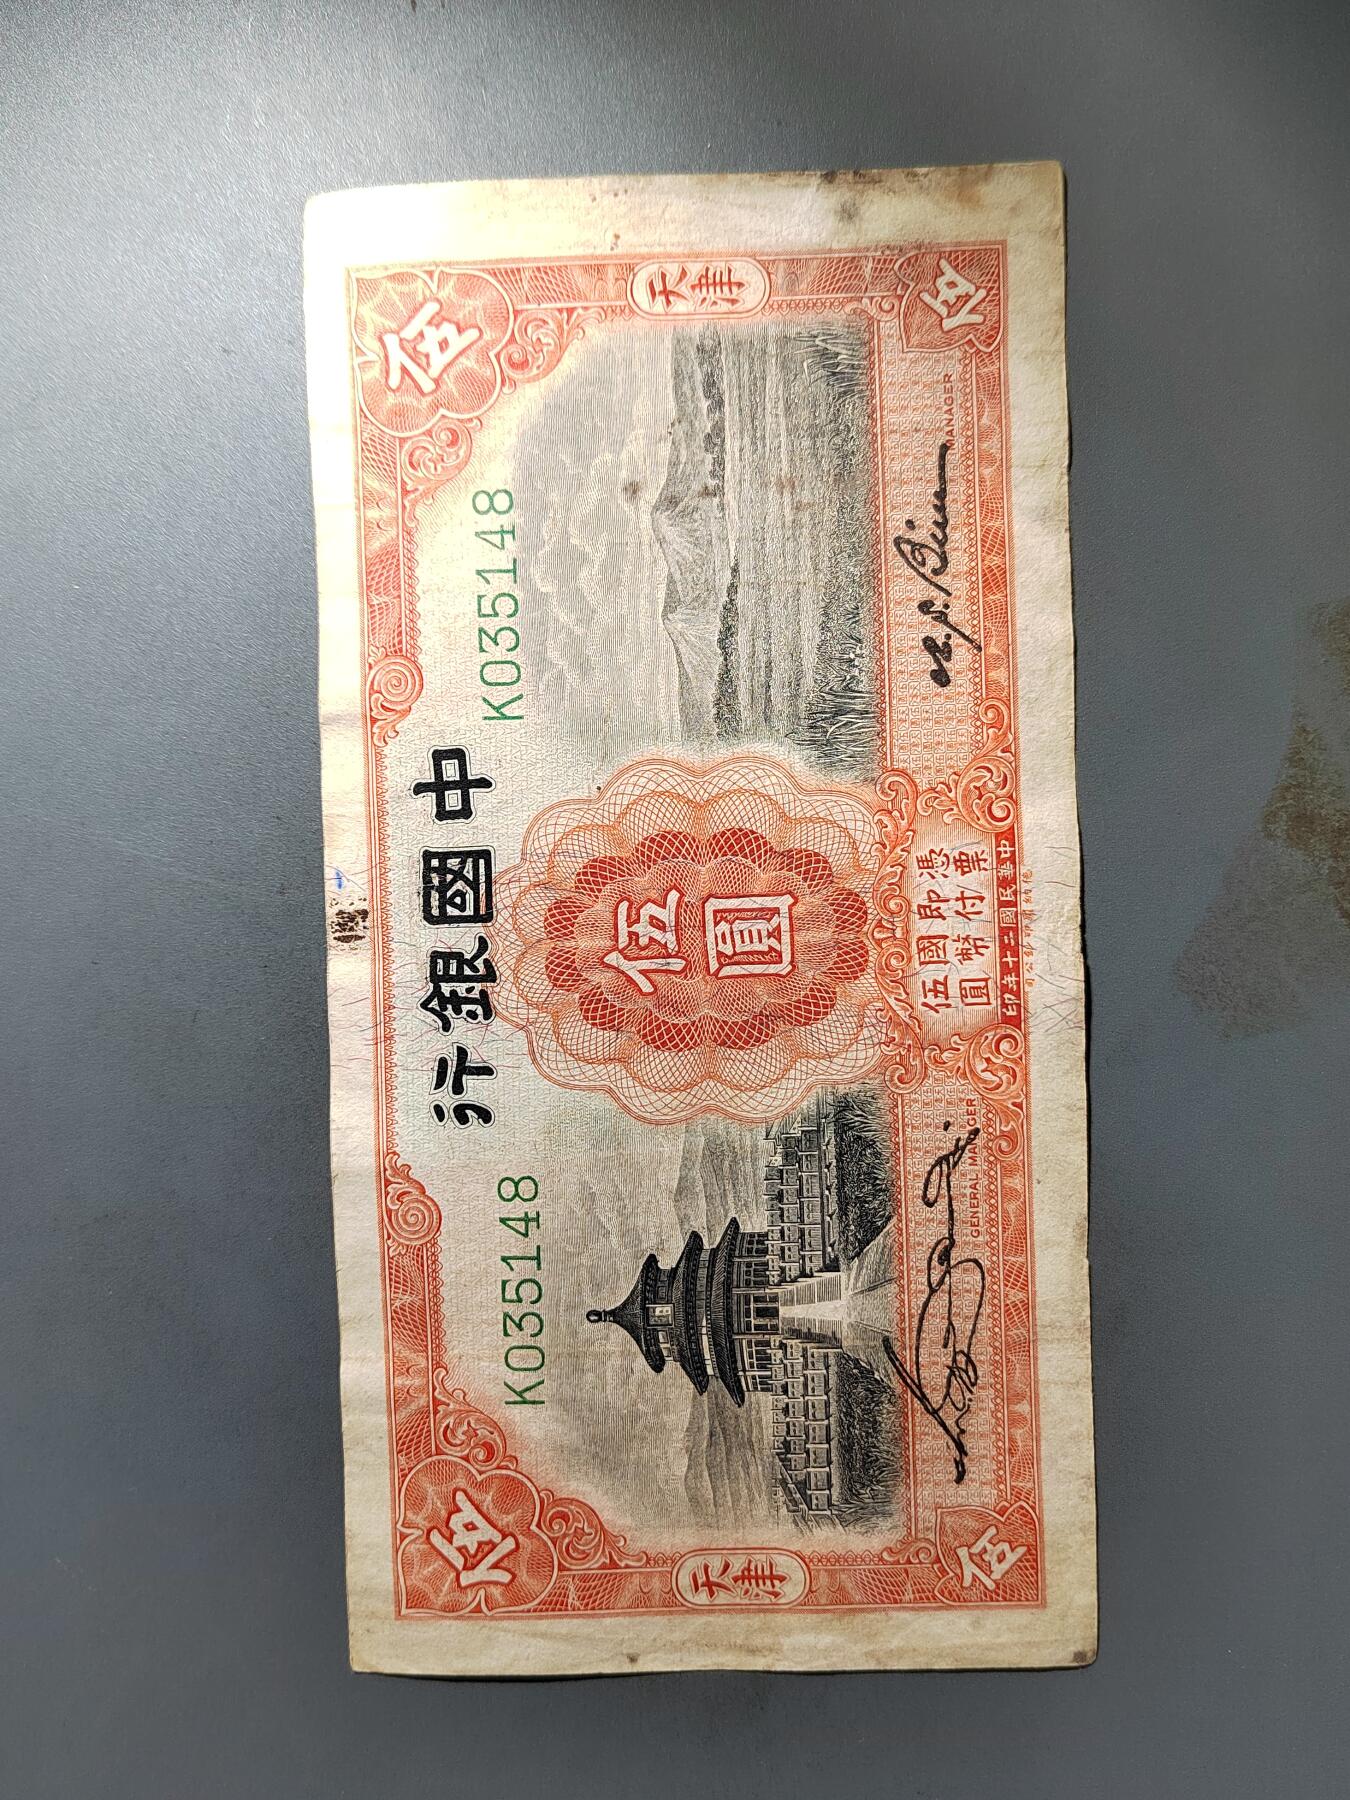 中國銀行
K035148
K035148
伍
伍
天津
天津
伍圓
憑票
即付
國幣
伍圓
GENERAL MANAGER
MANAGER
伍
伍
中華民國二十年印